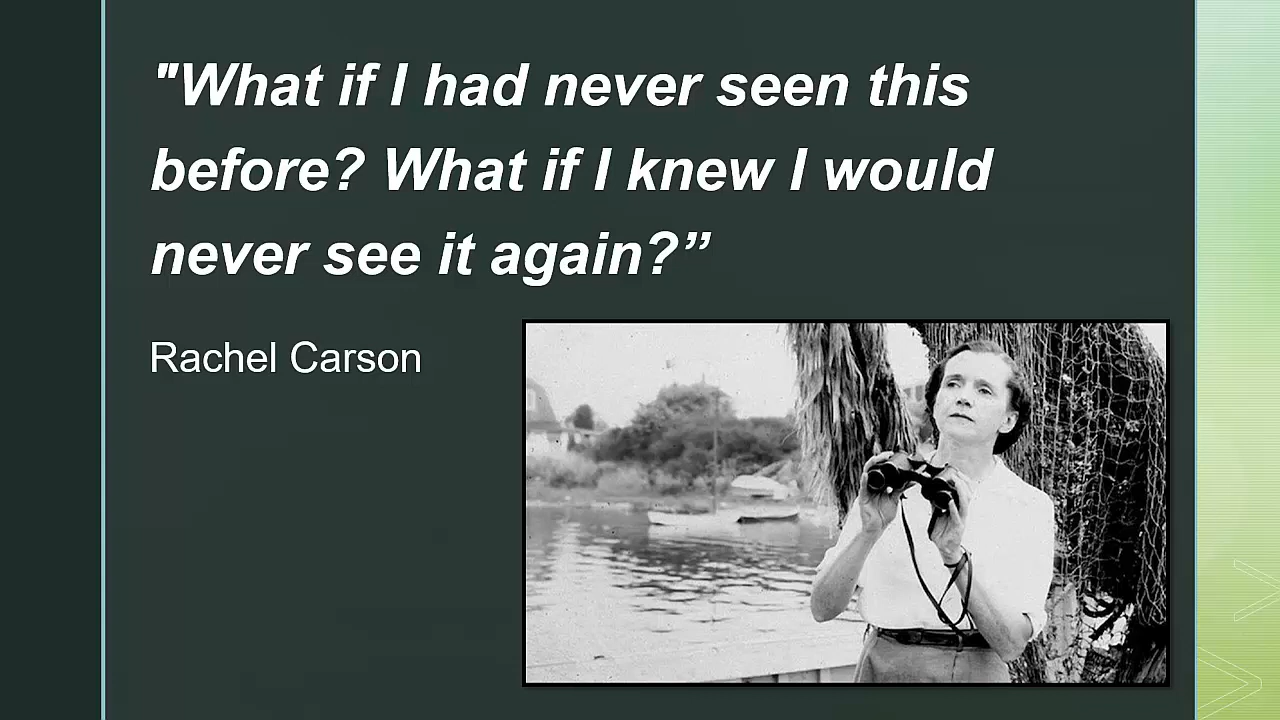 "What if I had never seen this
before? What if I knew I would
never see it again?”
Rachel Carson